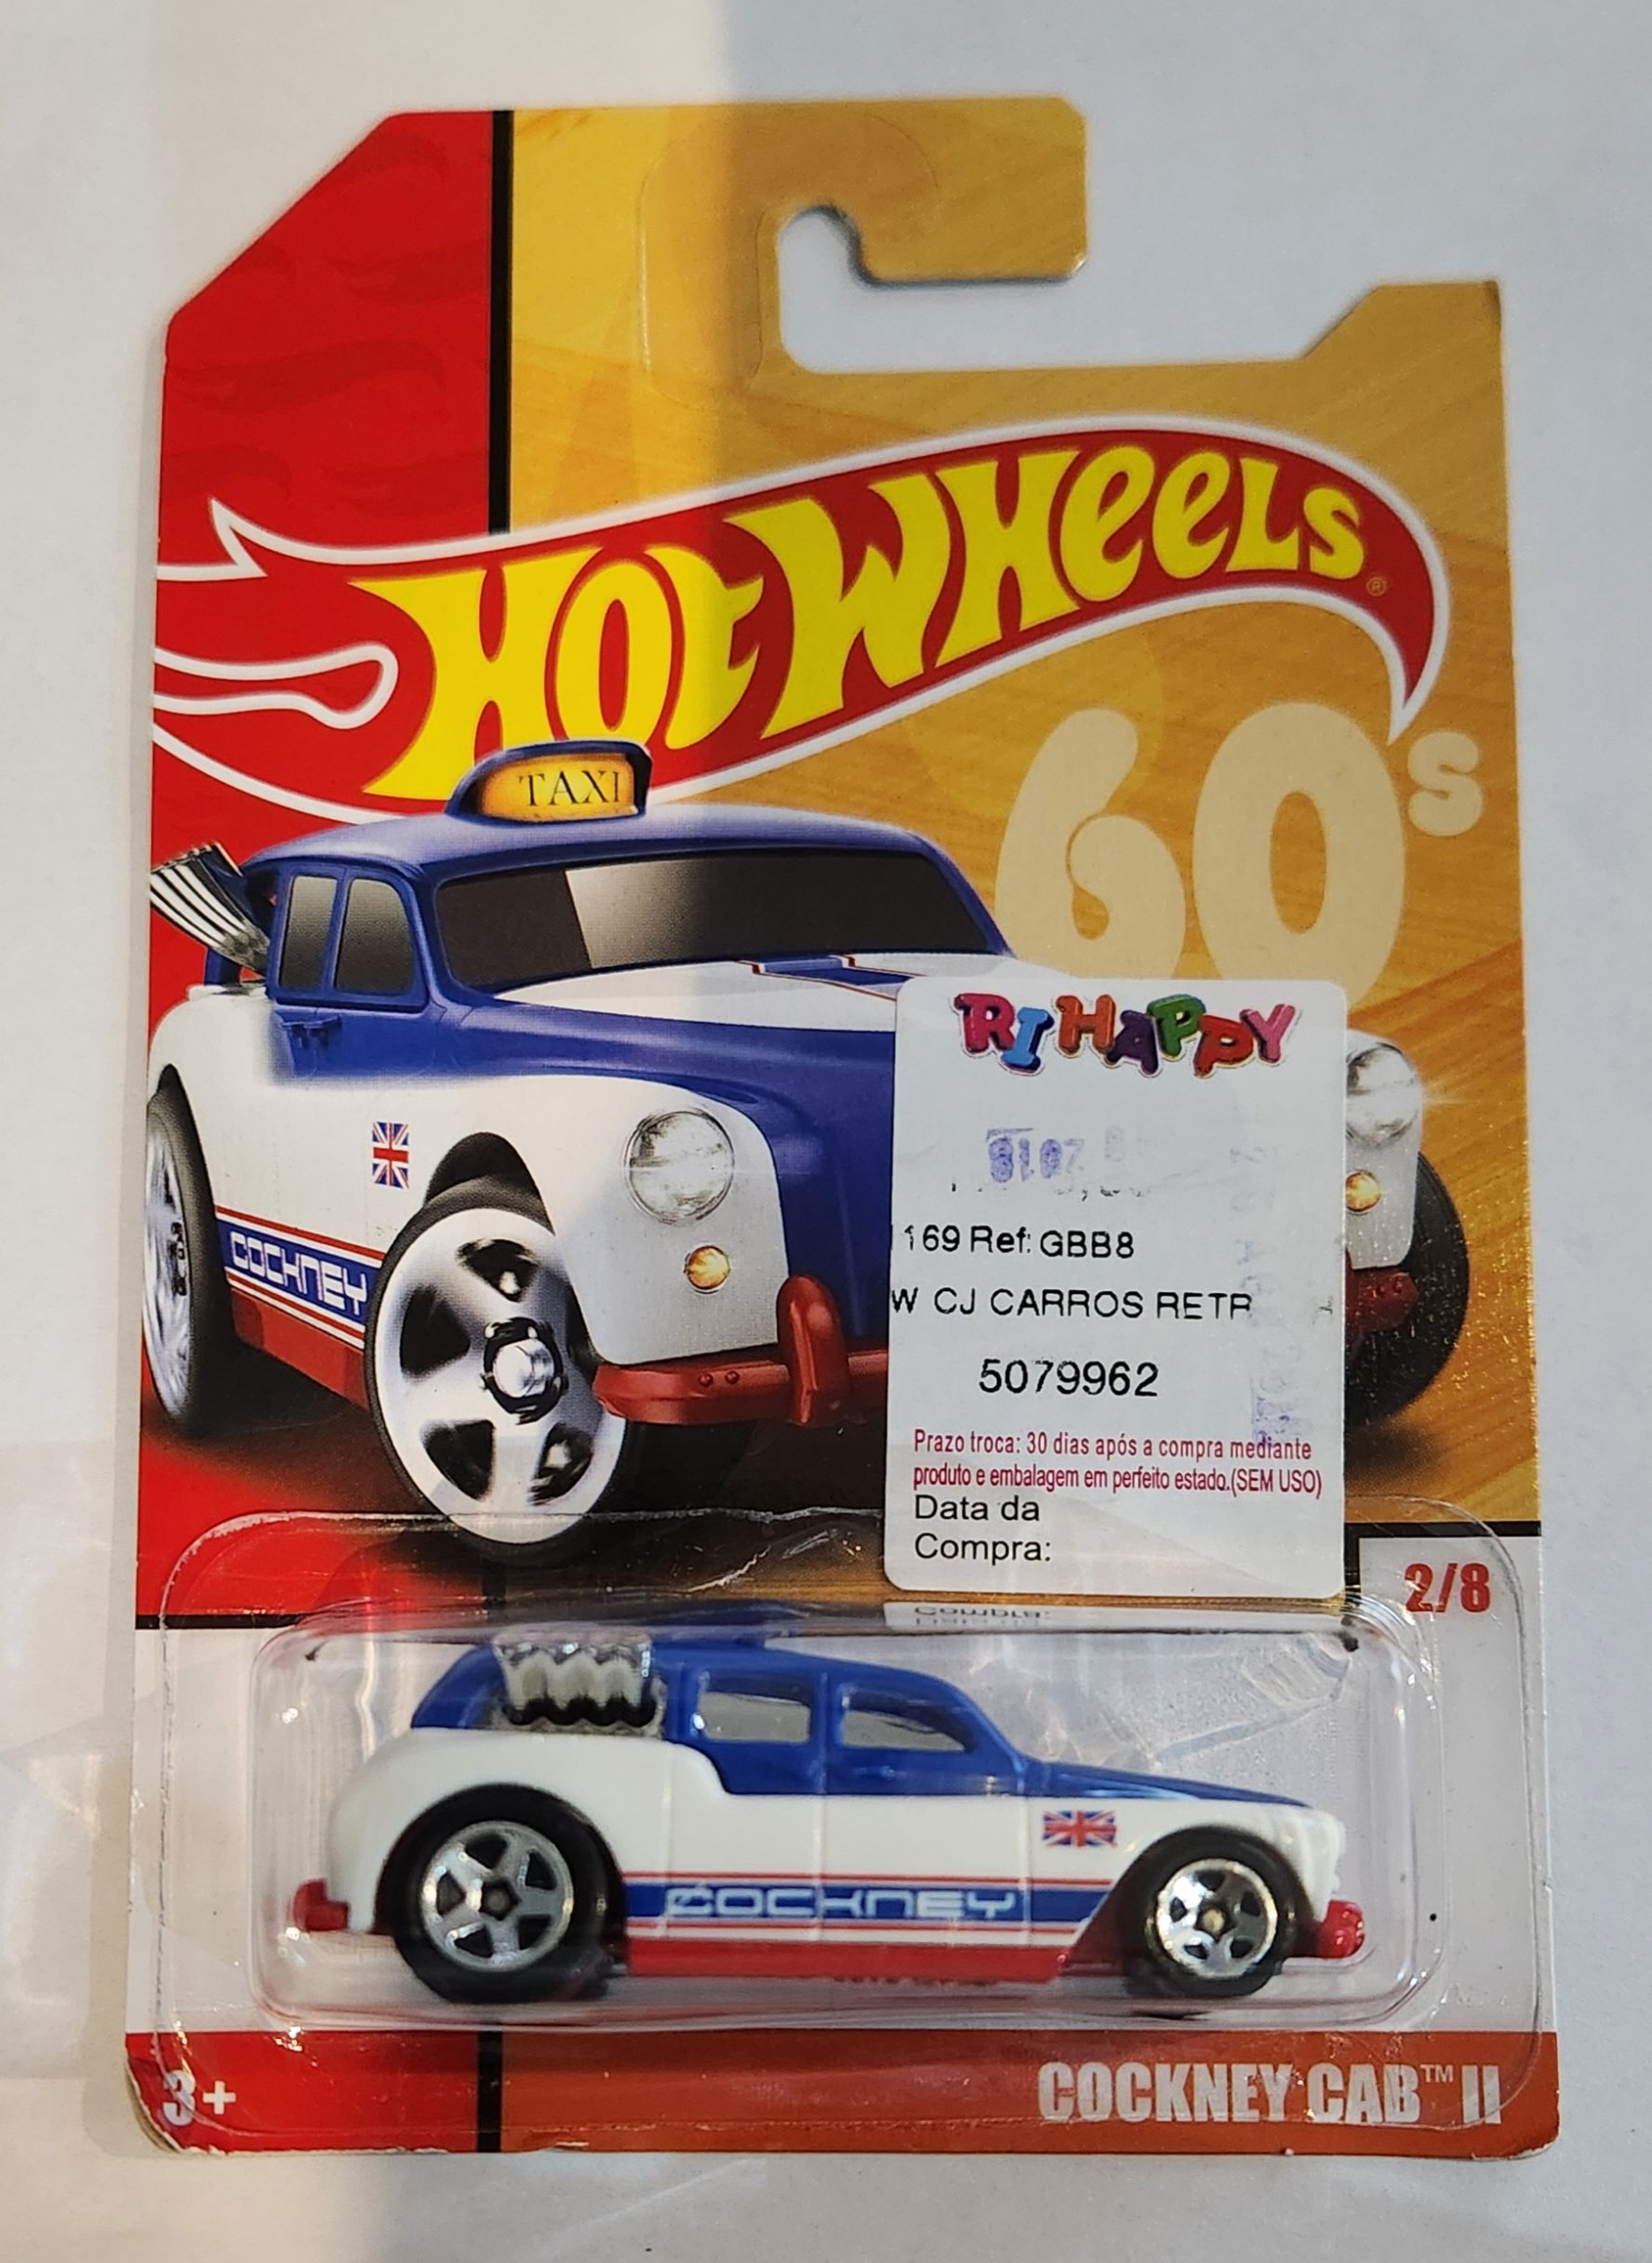 HOT WHEELS®
60s
TAXI
RI HAPPY
169 Ref: GBB8
W CJ CARROS RETR
5079962
Prazo troca: 30 dias após a compra mediante
produto e embalagem em perfeito estado.(SEM USO)
Data da
Compra:
COCKNEY
2/8
COCKNEY
3+
COCKNEY CAB™ II